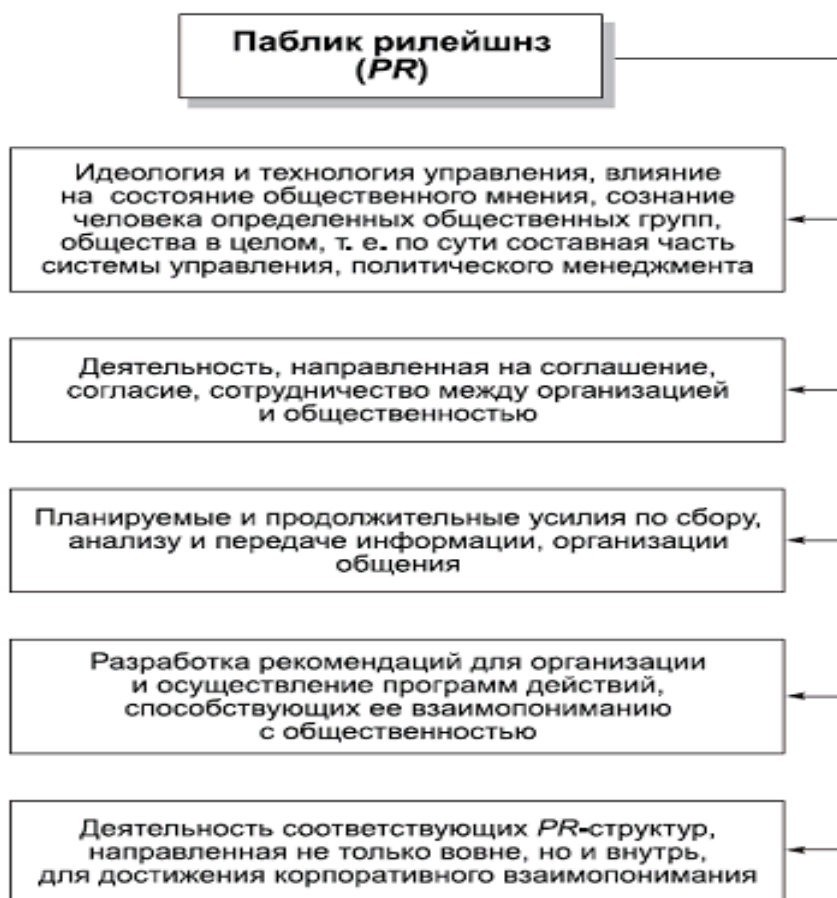 Паблик рилейшнз
(PR)
Идеология и технология управления, влияние
на состояние общественного мнения, сознание
человека определенных общественных групп,
общества в целом, т. е. по сути составная часть
системы управления, политического менеджмента
Деятельность, направленная на соглашение,
согласие, сотрудничество между организацией
и общественностью
Планируемые и продолжительные усилия по сбору,
анализу и передаче информации, организации
общения
Разработка рекомендаций для организации
и осуществление программ действий,
способствующих ее взаимопониманию
с общественностью
Деятельность соответствующих PR-структур,
направленная не только вовне, но и внутрь,
для достижения корпоративного взаимопонимания